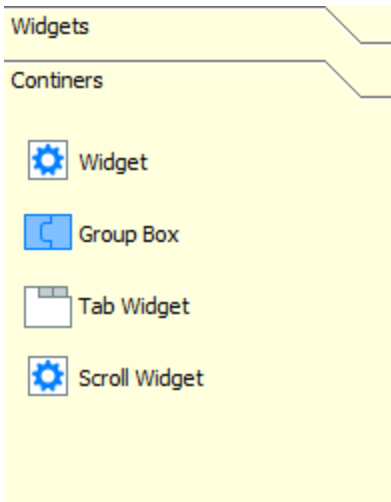 Widgets
Continers
Widget
Group Box
Tab Widget
Scroll Widget